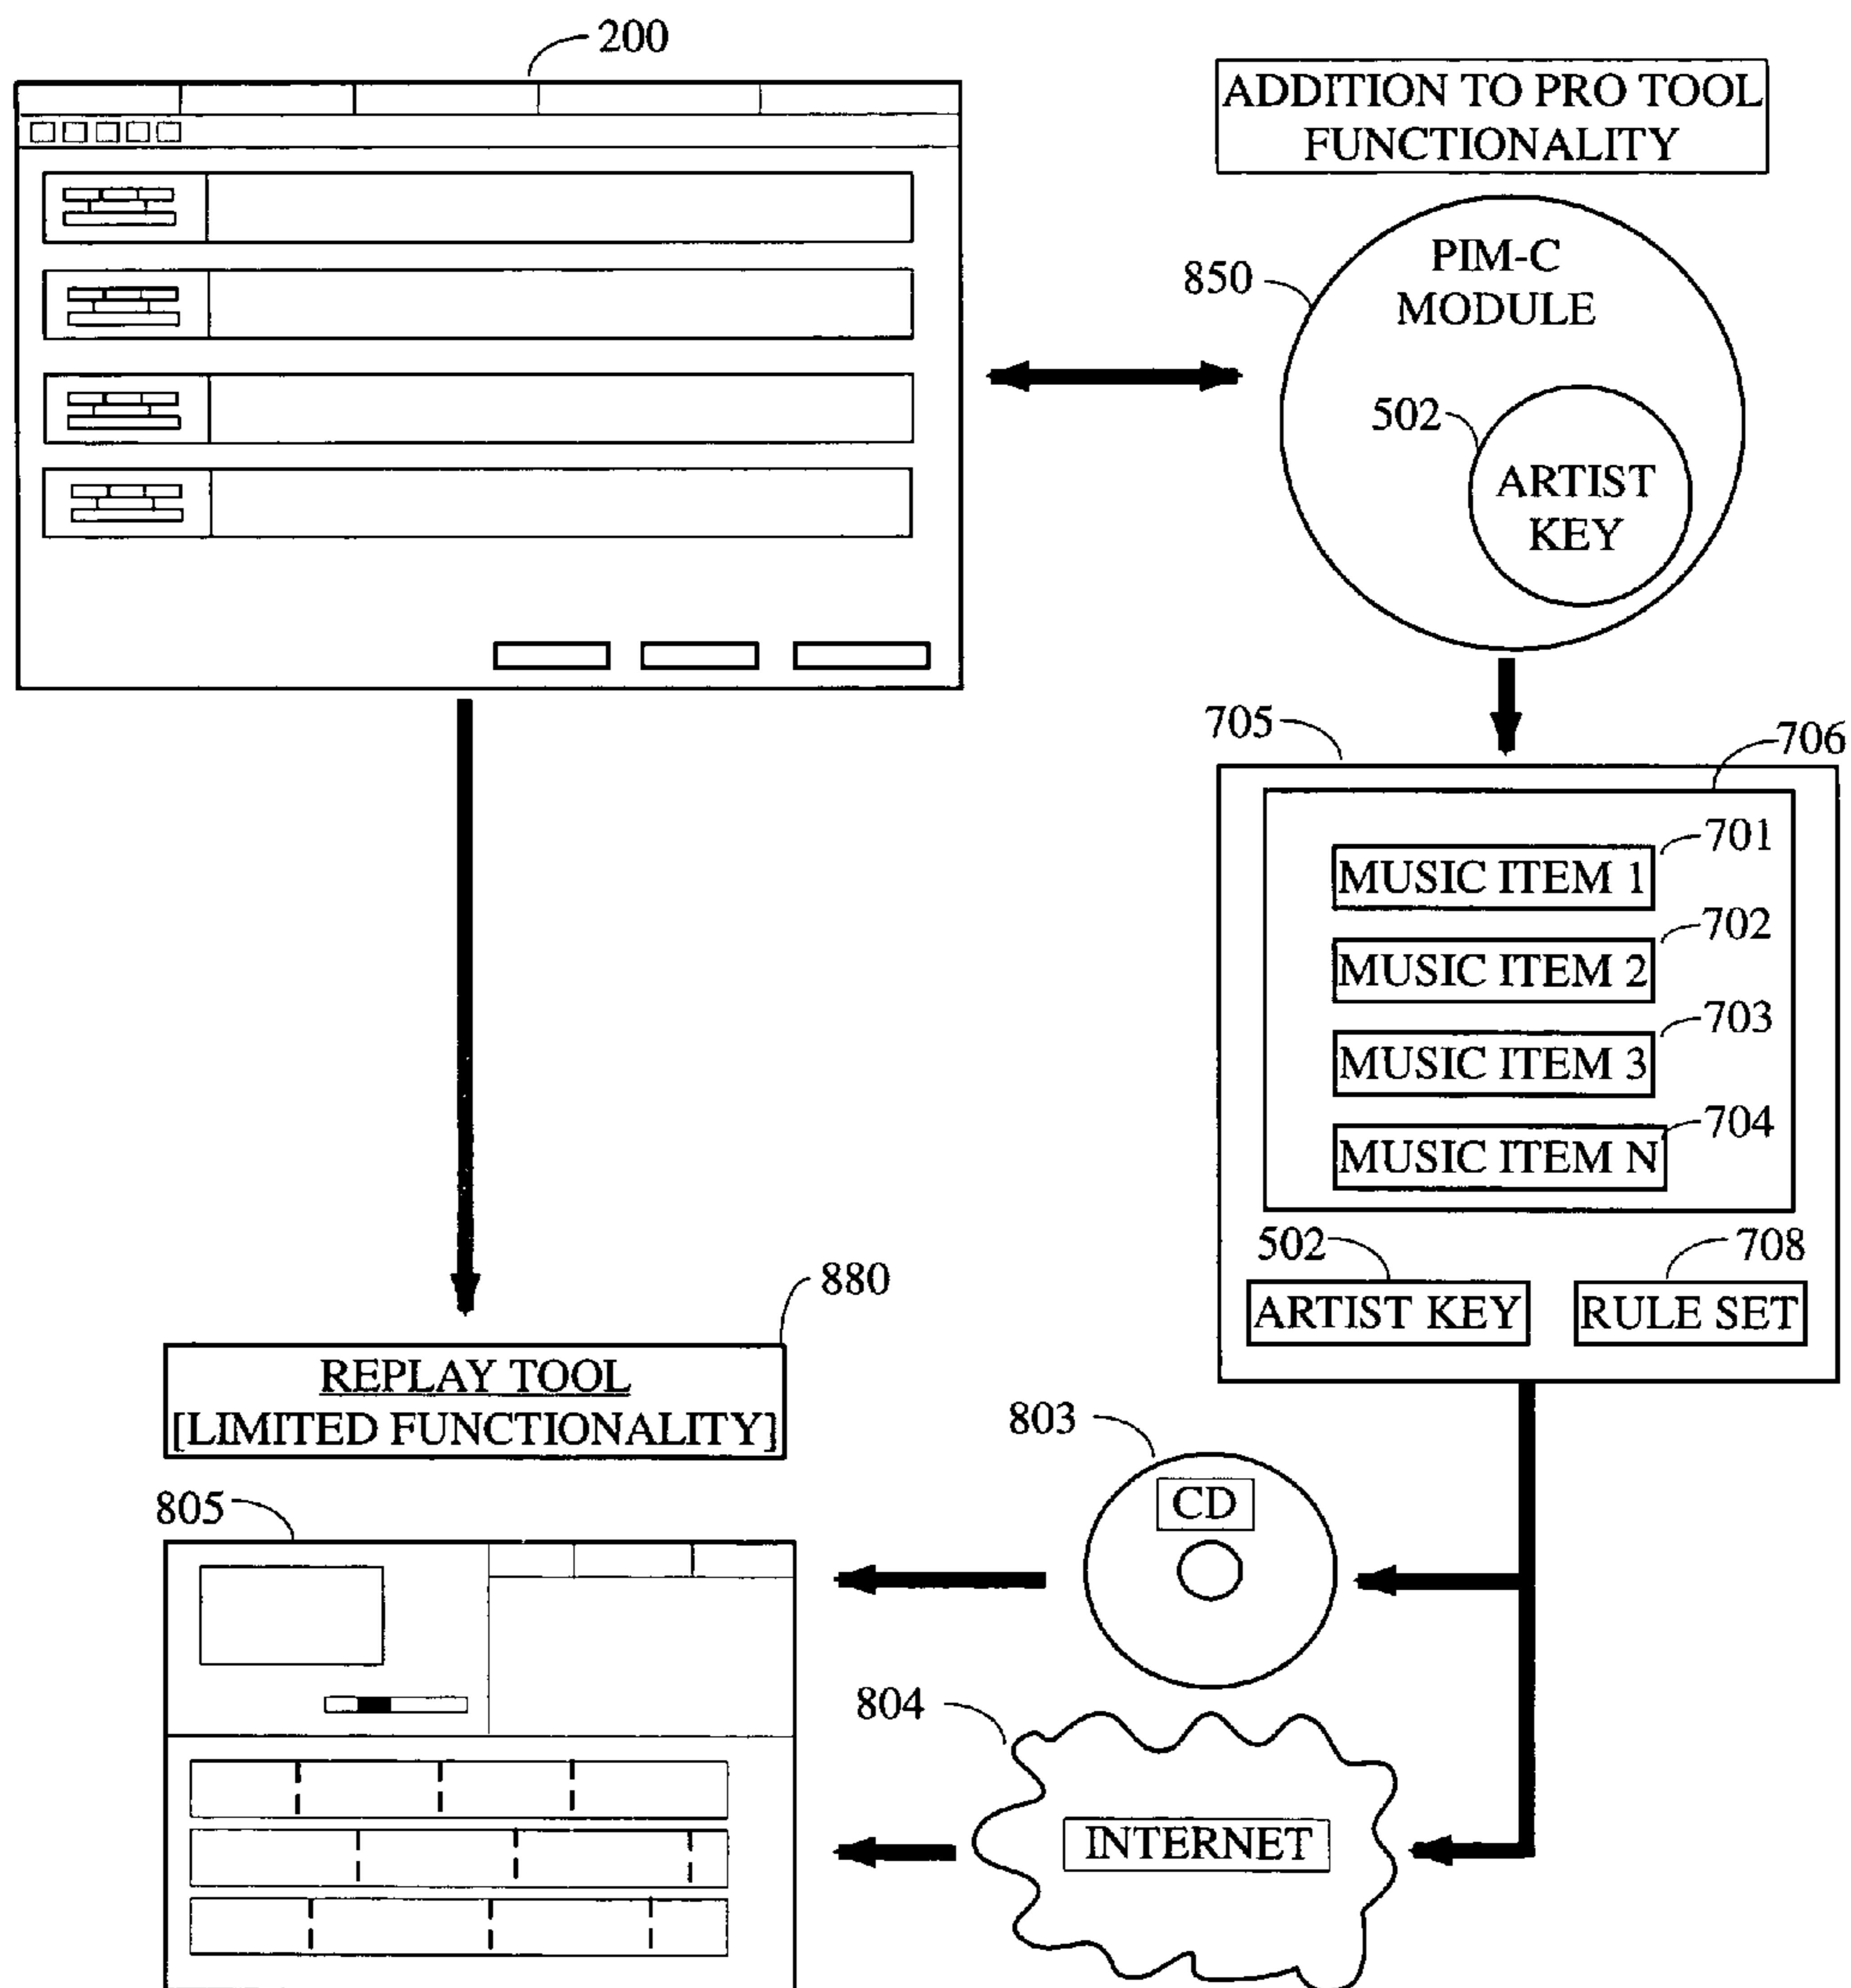 200
ADDITION TO PRO TOOL
FUNCTIONALITY
850
PIM-C
MODULE
502
ARTIST
KEY
705
706
701
MUSIC ITEM 1
702
MUSIC ITEM 2
703
MUSIC ITEM 3
704
MUSIC ITEM N
502
708
ARTIST KEY
RULE SET
880
REPLAY TOOL
[LIMITED FUNCTIONALITY]
803
CD
805
804
INTERNET